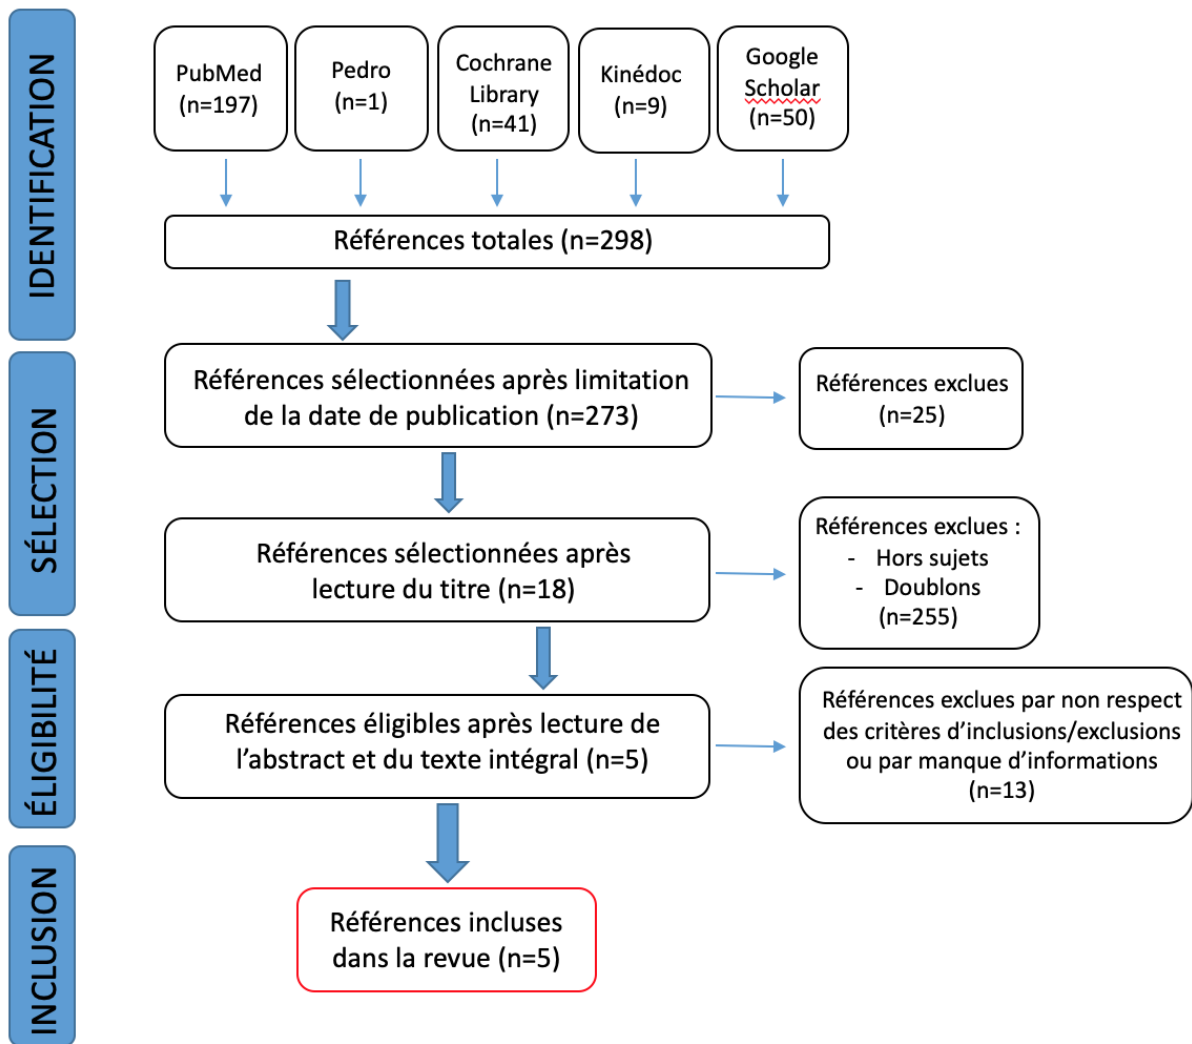 IDENTIFICATION
PubMed
(n=197)
Pedro
(n=1)
Cochrane
Library
(n=41)
Kinédoc
(n=9)
Google
Scholar
(n=50)
Références totales (n=298)
SÉLECTION
Références sélectionnées après limitation
de la date de publication (n=273)
Références exclues
(n=25)
Références sélectionnées après
lecture du titre (n=18)
Références exclues :
- Hors sujets
- Doublons
(n=255)
ÉLIGIBILITÉ
Références éligibles après lecture de
l’abstract et du texte intégral (n=5)
Références exclues par non respect
des critères d’inclusions/exclusions
ou par manque d’informations
(n=13)
INCLUSION
Références incluses
dans la revue (n=5)